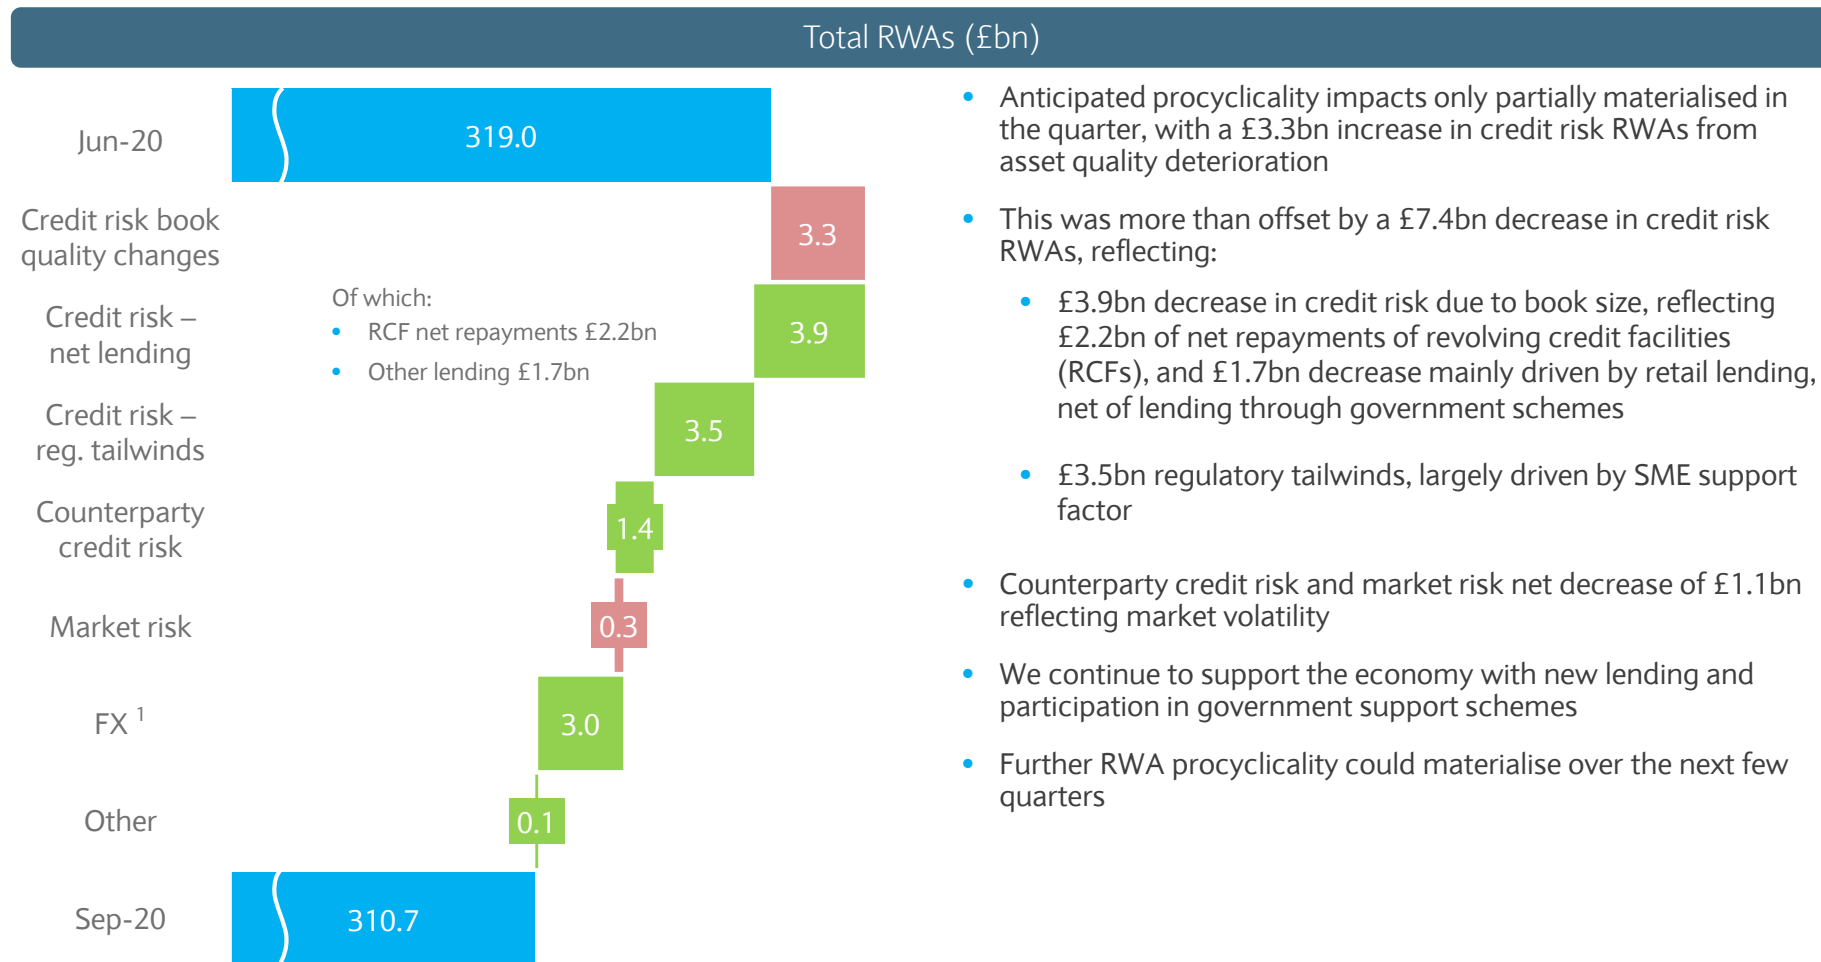 Total RWAs (£bn)
Jun-20
319.0
Credit risk book
quality changes
3.3
Credit risk –
net lending
Of which:
• RCF net repayments £2.2bn
• Other lending £1.7bn
3.9
Credit risk –
reg. tailwinds
3.5
Counterparty
credit risk
1.4
Market risk
0.3
FX 1
3.0
Other
0.1
Sep-20
310.7
• Anticipated procyclicality impacts only partially materialised in
the quarter, with a £3.3bn increase in credit risk RWAs from
asset quality deterioration
• This was more than offset by a £7.4bn decrease in credit risk
RWAs, reflecting:
• £3.9bn decrease in credit risk due to book size, reflecting
£2.2bn of net repayments of revolving credit facilities
(RCFs), and £1.7bn decrease mainly driven by retail lending,
net of lending through government schemes
• £3.5bn regulatory tailwinds, largely driven by SME support
factor
• Counterparty credit risk and market risk net decrease of £1.1bn
reflecting market volatility
• We continue to support the economy with new lending and
participation in government support schemes
• Further RWA procyclicality could materialise over the next few
quarters